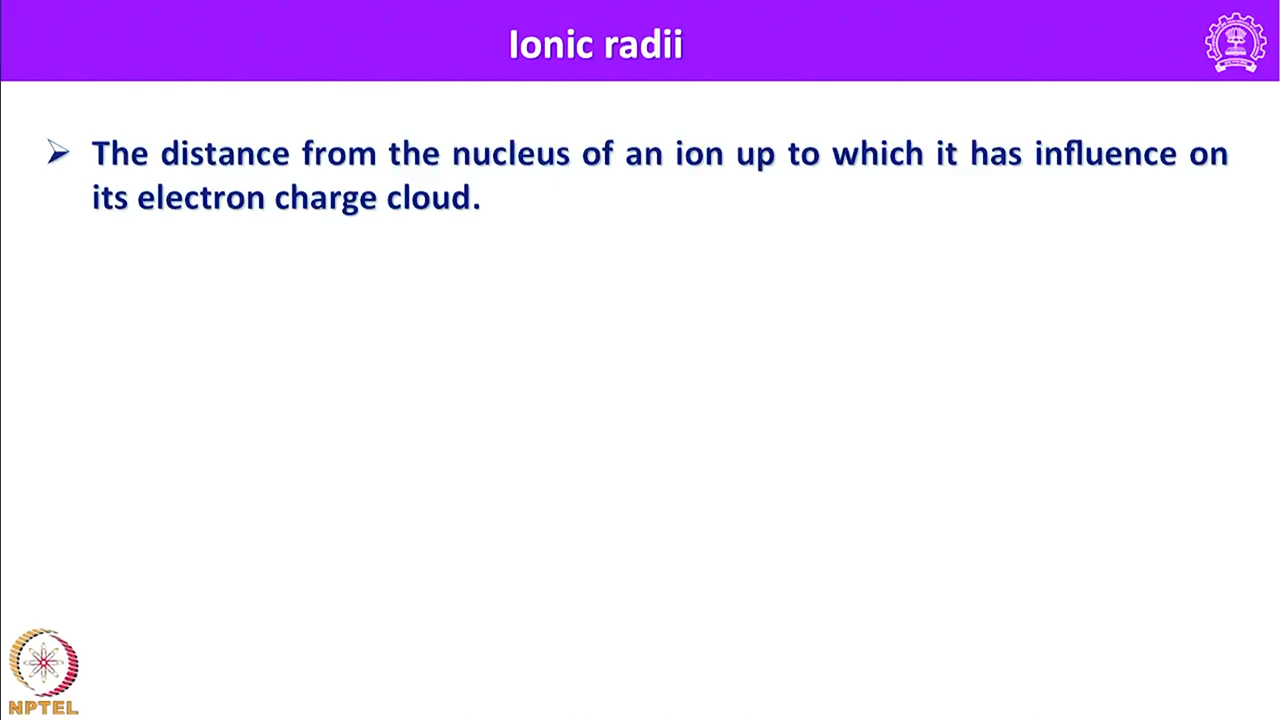 Ionic radii
The distance from the nucleus of an ion up to which it has influence on
its electron charge cloud.
NPTEL